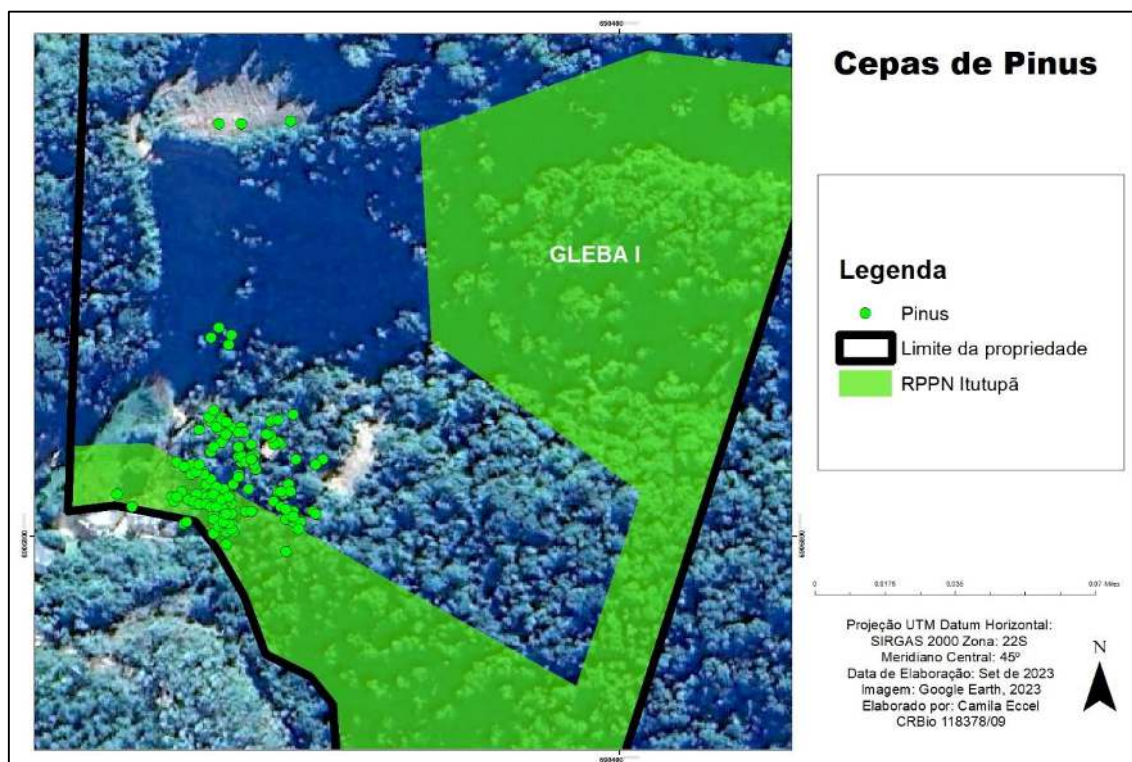 690400
Cepas de Pinus
GLEBA I
Legenda
Pinus
Limite da propriedade
RPPN Itutupã
0 0.0175 0.035 0.07 Miles
Projeção UTM Datum Horizontal:
SIRGAS 2000 Zona: 22S
Meridiano Central: 45º
Data de Elaboração: Set de 2023
Imagem: Google Earth, 2023
Elaborado por: Camila Eccel
CRBio 118378/09
N